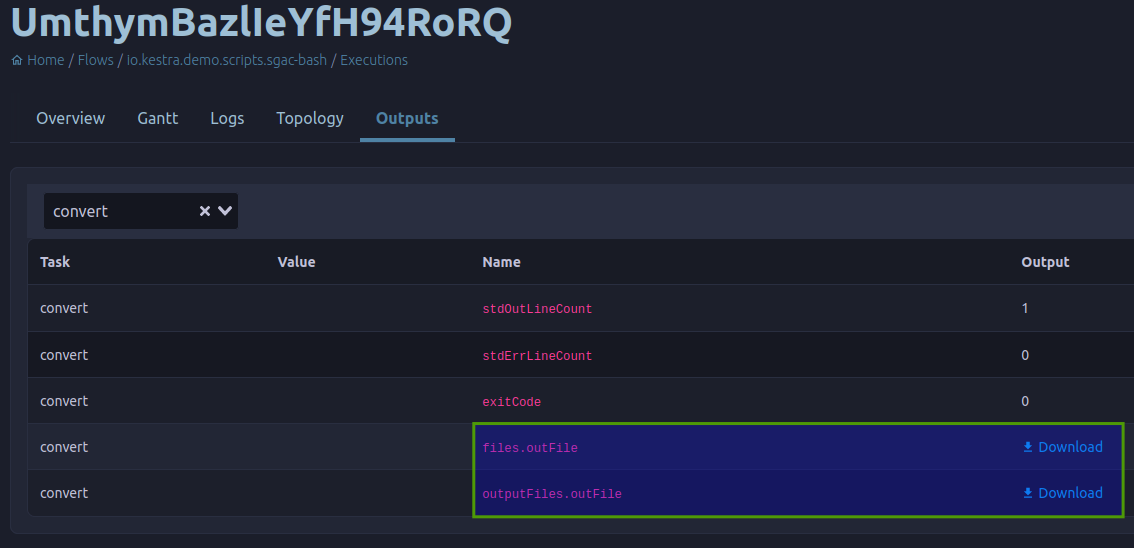 UmthymBazlIeYfH94RoRQ
Home / Flows / io.kestra.demo.scripts.sgac-bash / Executions
Overview Gantt Logs Topology Outputs
convert
Task Value Name Output
convert stdOutLineCount 1
convert stdErrLineCount 0
convert exitCode 0
convert files.outFile Download
convert outputFiles.outFile Download